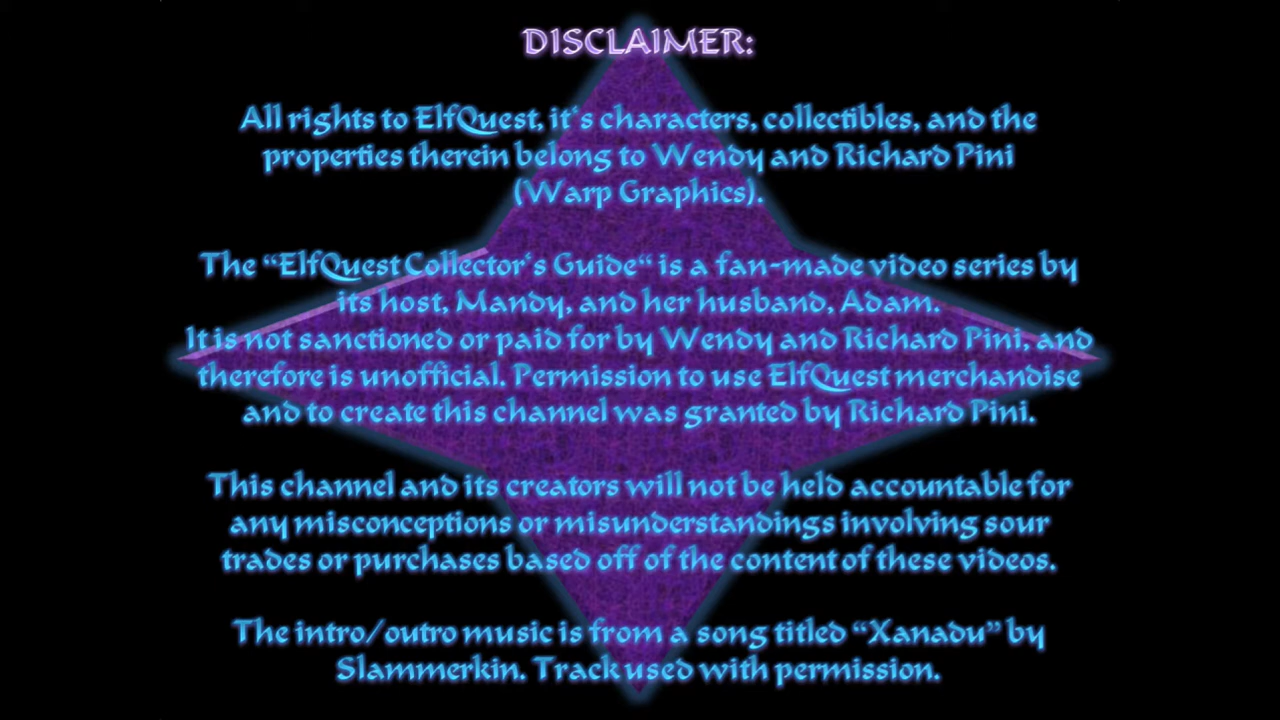 DISCLAIMER:
All rights to ElfQuest, it's characters, collectibles, and the
properties therein belong to Wendy and Richard Pini
(Warp Graphics).
The “ElfQuest Collector's Guide“ is a fan-made video series by
its host, Mandy, and her husband, Adam.
It is not sanctioned or paid for by Wendy and Richard Pini, and
therefore is unofficial. Permission to use ElfQuest merchandise
and to create this channel was granted by Richard Pini.
This channel and its creators will not be held accountable for
any misconceptions or misunderstandings involving sour
trades or purchases based off of the content of these videos.
The intro/outro music is from a song titled “Xanadu” by
Slammerkin. Track used with permission.